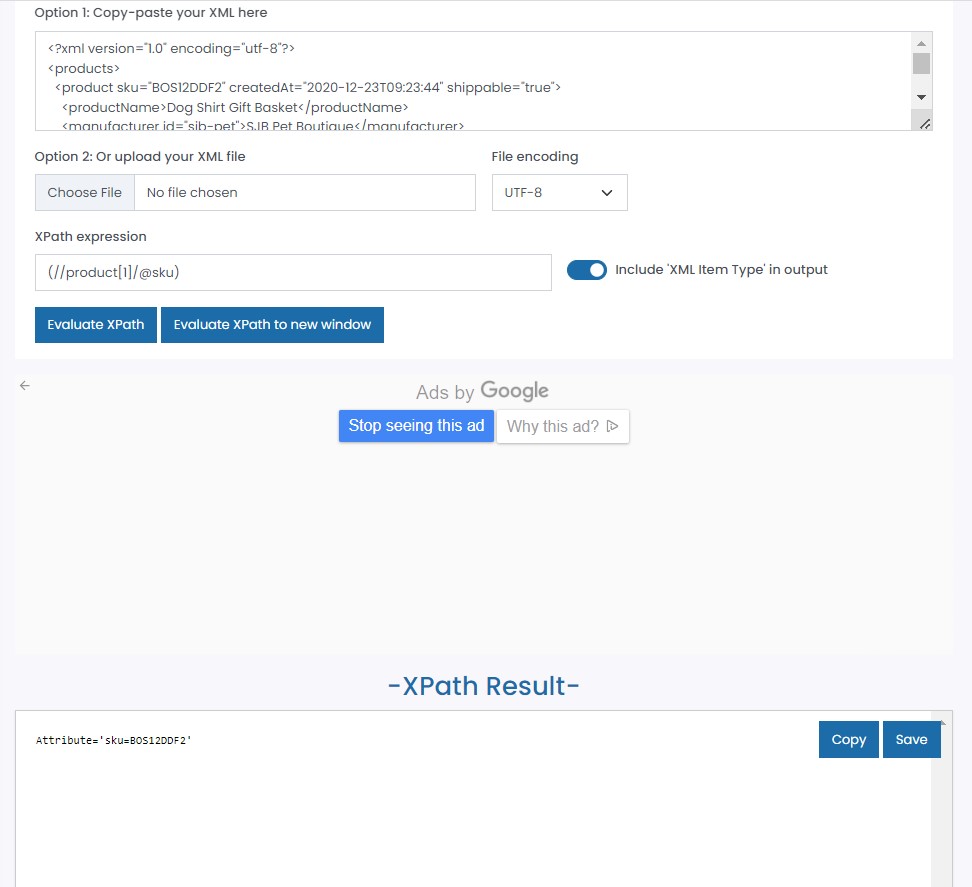 Option 1: Copy-paste your XML here
<?xml version="1.0" encoding="utf-8"?>
<products>
<product sku="BOS12DDF2" createdAt="2020-12-23T09:23:44" shippable="true">
<productName>Dog Shirt Gift Basket</productName>
<manufacturer id="sjb-pet">SJB Pet Boutique</manufacturer>
Option 2: Or upload your XML file
File encoding
Choose File No file chosen
UTF-8
XPath expression
(//product[1]/@sku)
Include 'XML Item Type' in output
Evaluate XPath Evaluate XPath to new window
Ads by Google
Stop seeing this ad Why this ad?
-XPath Result-
Attribute='sku=BOS12DDF2'
Copy Save